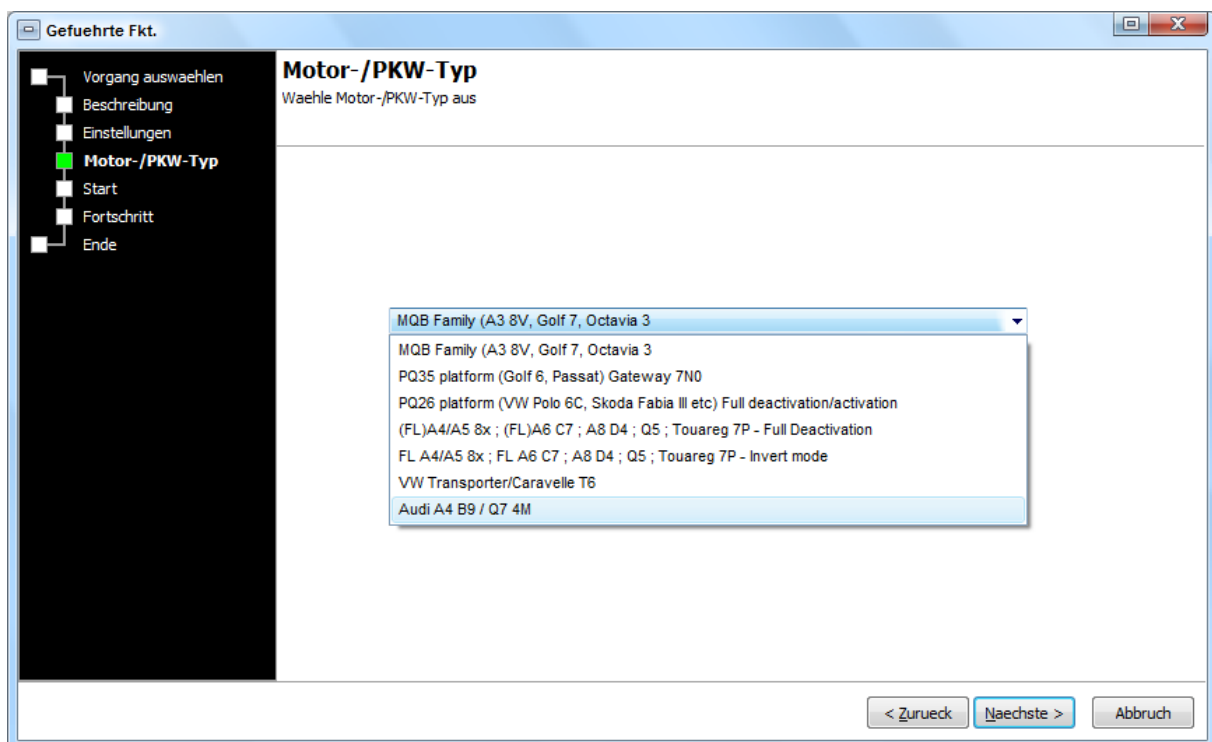 Gefuehrte Fkt.
Vorgang auswaehlen
Beschreibung
Einstellungen
Motor-/PKW-Typ
Start
Fortschritt
Ende
Motor-/PKW-Typ
Waehle Motor-/PKW-Typ aus
MQB Family (A3 8V, Golf 7, Octavia 3
MQB Family (A3 8V, Golf 7, Octavia 3
PQ35 platform (Golf 6, Passat) Gateway 7N0
PQ26 platform (VW Polo 6C, Skoda Fabia III etc) Full deactivation/activation
(FL)A4/A5 8x ; (FL)A6 C7 ; A8 D4 ; Q5 ; Touareg 7P - Full Deactivation
FL A4/A5 8x ; FL A6 C7 ; A8 D4 ; Q5 ; Touareg 7P - Invert mode
VW Transporter/Caravelle T6
Audi A4 B9 / Q7 4M
< Zurueck Naechste > Abbruch